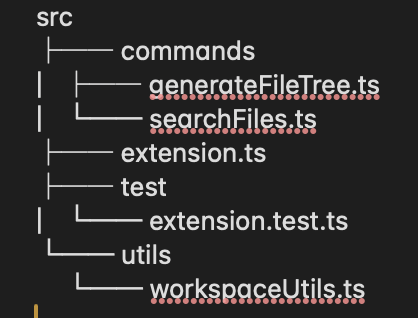 src
├── commands
│   ├── generateFileTree.ts
│   └── searchFiles.ts
├── extension.ts
├── test
│   └── extension.test.ts
└── utils
    └── workspaceUtils.ts